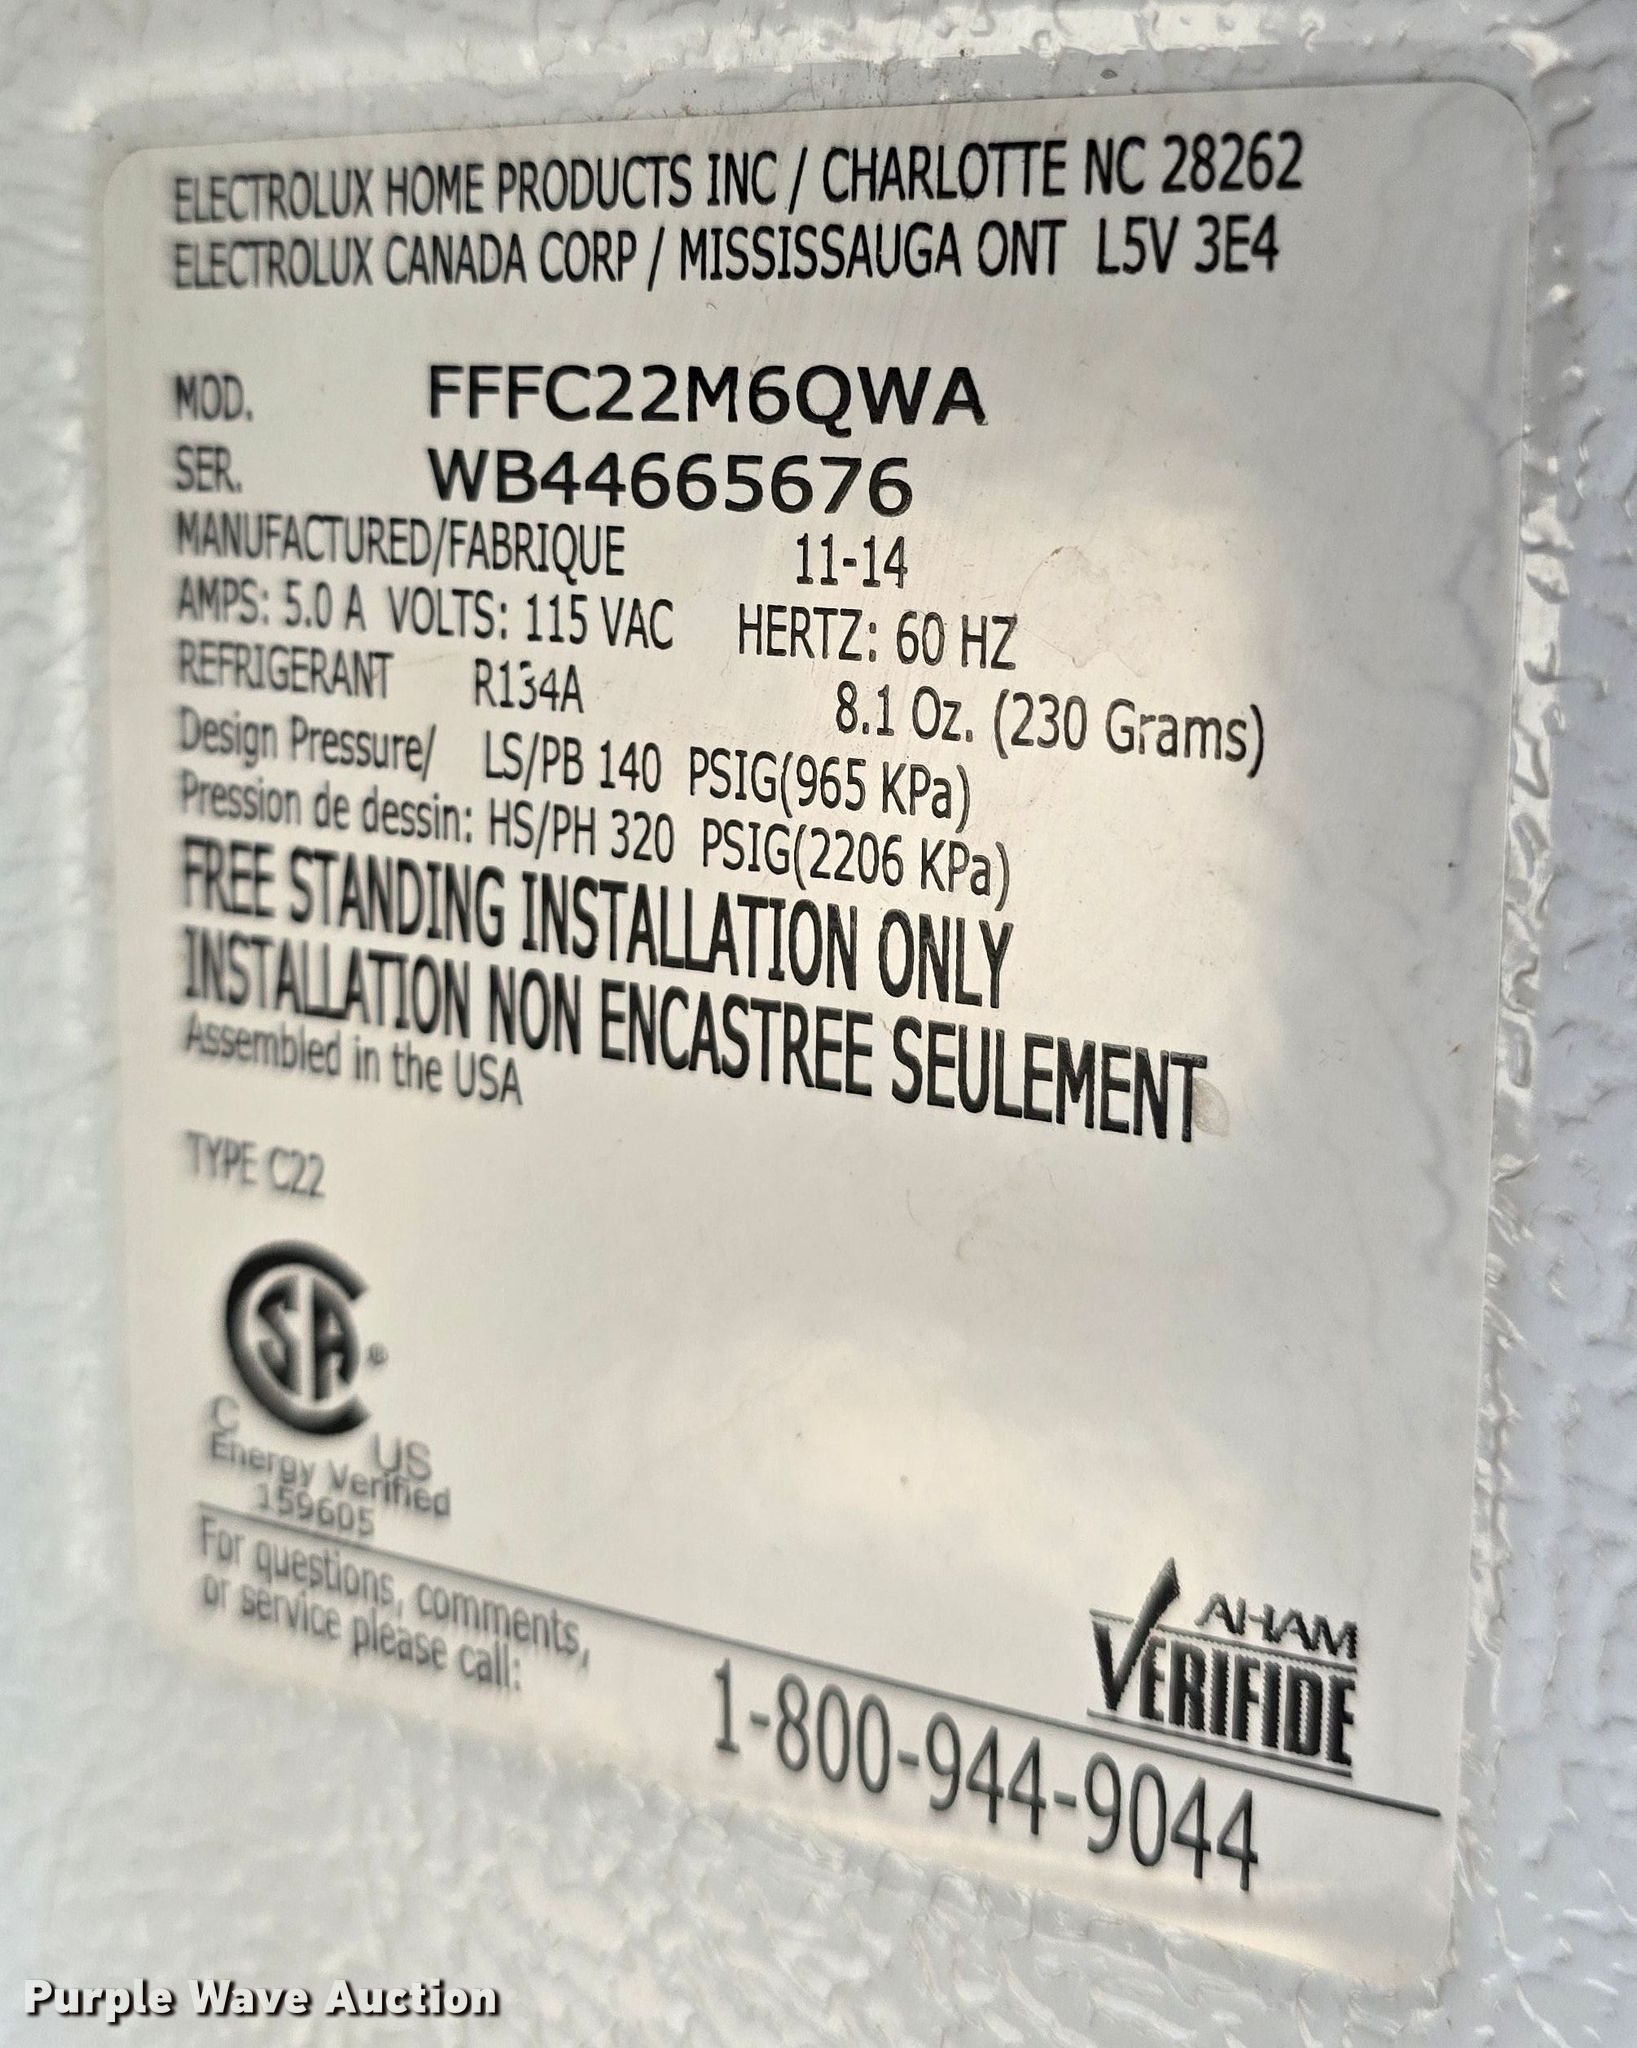 ELECTROLUX HOME PRODUCTS INC / CHARLOTTE NC 28262
ELECTROLUX CANADA CORP / MISSISSAUGA ONT L5V 3E4
MOD. FFFC22M6QWA
SER. WB44665676
MANUFACTURED/FABRIQUE 11-14
AMPS: 5.0 A VOLTS: 115 VAC HERTZ: 60 HZ
REFRIGERANT R134A 8.1 Oz. (230 Grams)
Design Pressure/ LS/PB 140 PSIG(965 KPa)
Pression de dessin: HS/PH 320 PSIG(2206 KPa)
FREE STANDING INSTALLATION ONLY
INSTALLATION NON ENCASTREE SEULEMENT
Assembled in the USA
TYPE C22
CSA ®
C US
Energy Verified
159605
AHAM
VERIFIDE
For questions, comments,
or service please call:
1-800-944-9044
Purple Wave Auction